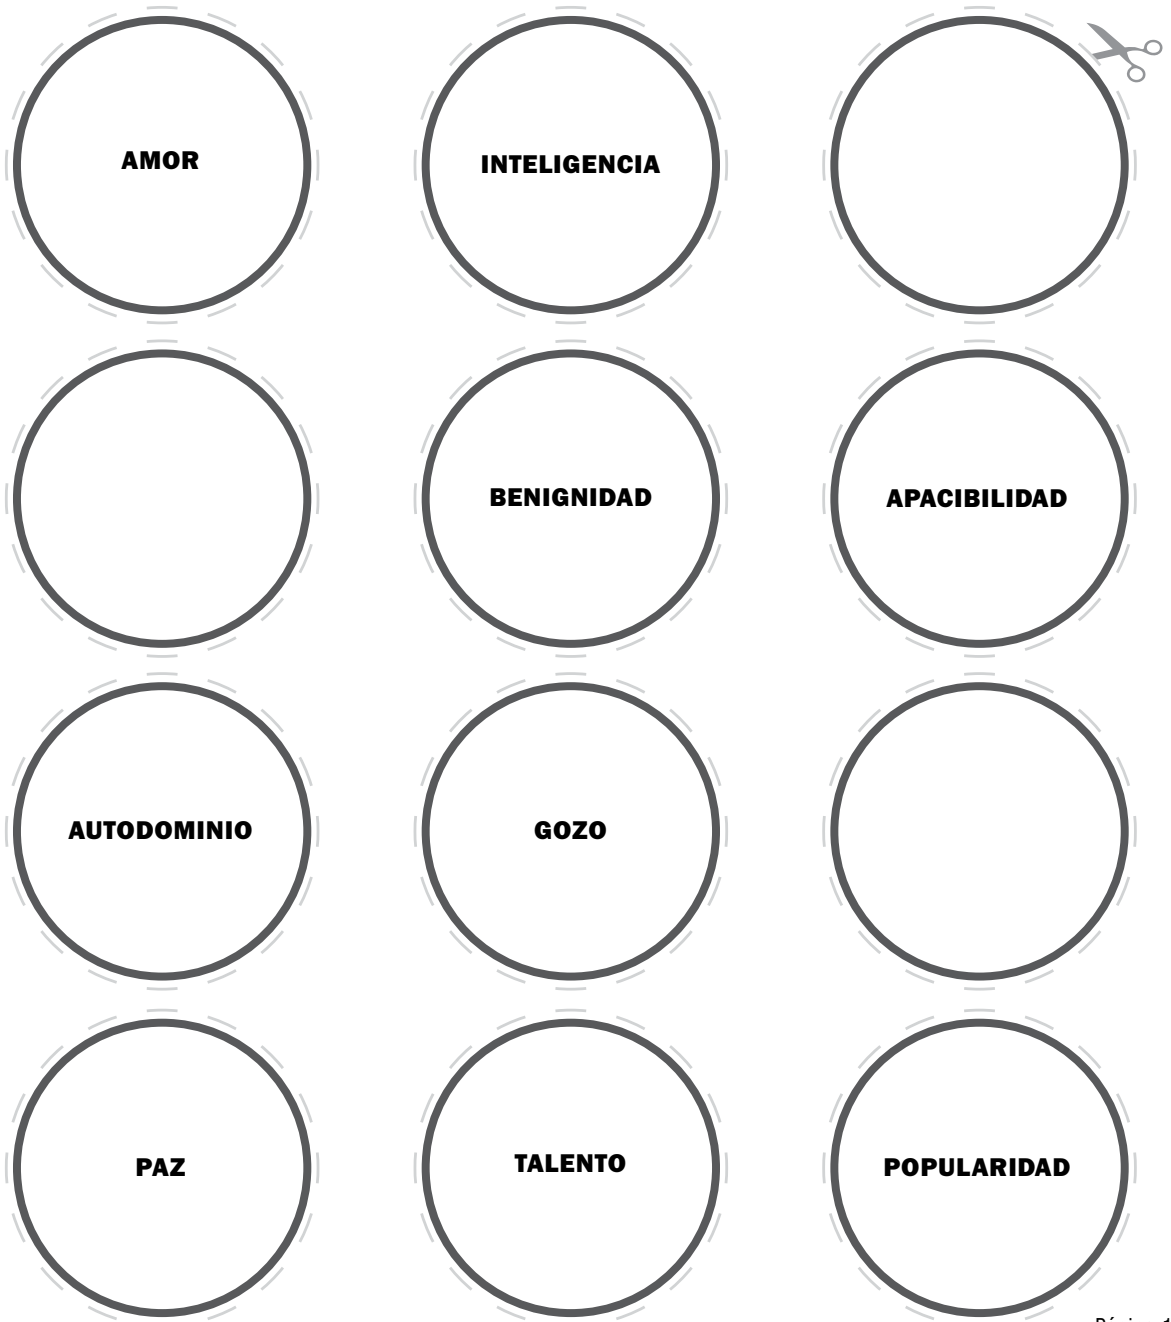 AMOR
INTELIGENCIA
BENIGNIDAD
APACIBILIDAD
AUTODOMINIO
GOZO
PAZ
TALENTO
POPULARIDAD